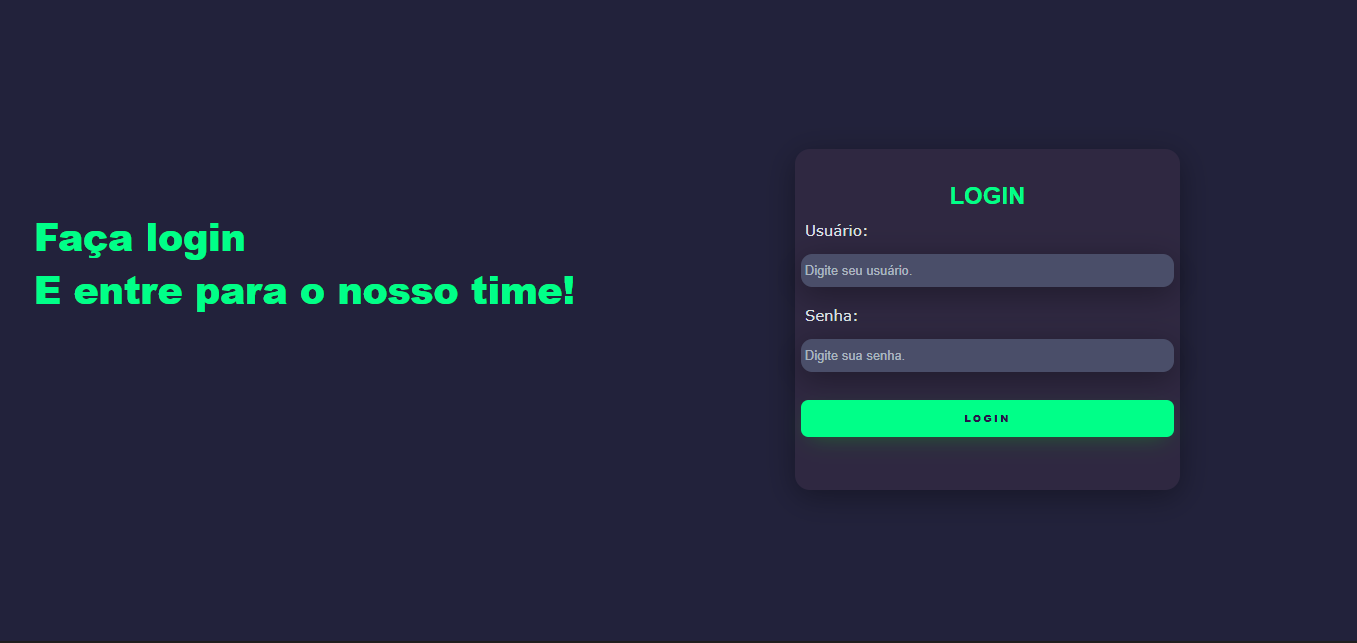 Faça login
E entre para o nosso time!
LOGIN
Usuário:
Digite seu usuário.
Senha:
Digite sua senha.
LOGIN